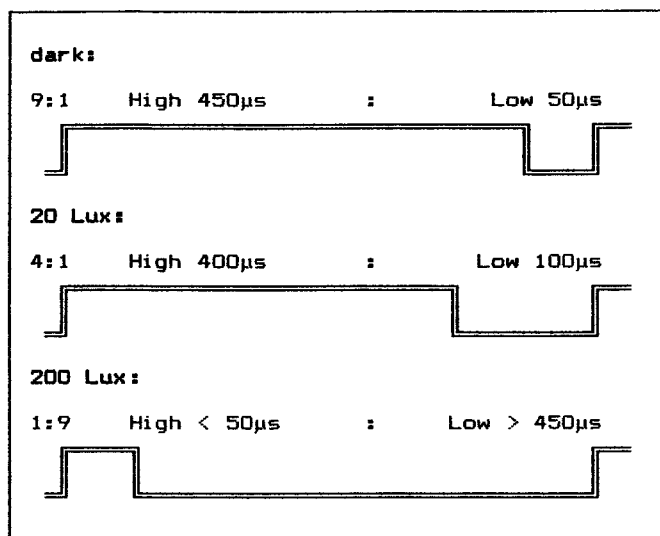 dark:
9:1 High 450µs : Low 50µs
20 Lux:
4:1 High 400µs : Low 100µs
200 Lux:
1:9 High < 50µs : Low > 450µs